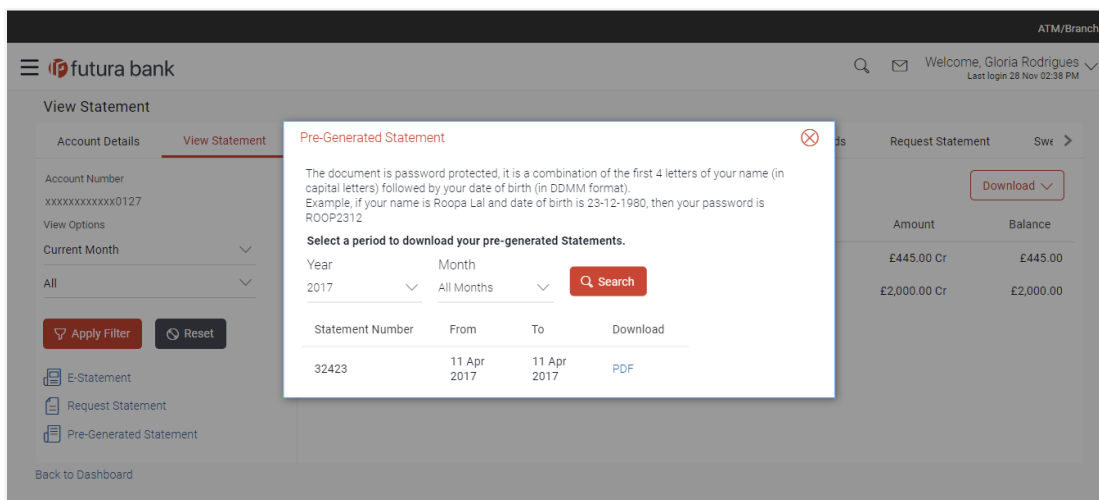 ATM/Branch
futura bank
Welcome, Gloria Rodrigues
Last login 28 Nov 02:38 PM
View Statement
Account Details
View Statement
ds
Request Statement
Swe
Account Number
xxxxxxxxxxxx0127
View Options
Current Month
All
Apply Filter
Reset
E-Statement
Request Statement
Pre-Generated Statement
Back to Dashboard
Pre-Generated Statement
The document is password protected, it is a combination of the first 4 letters of your name (in
capital letters) followed by your date of birth (in DDMM format).
Example, if your name is Roopa Lal and date of birth is 23-12-1980, then your password is
ROOP2312
Select a period to download your pre-generated Statements.
Year
Month
2017
All Months
Search
Statement Number From To Download
32423 11 Apr 2017 11 Apr 2017 PDF
Download
Amount Balance
£445.00 Cr £445.00
£2,000.00 Cr £2,000.00